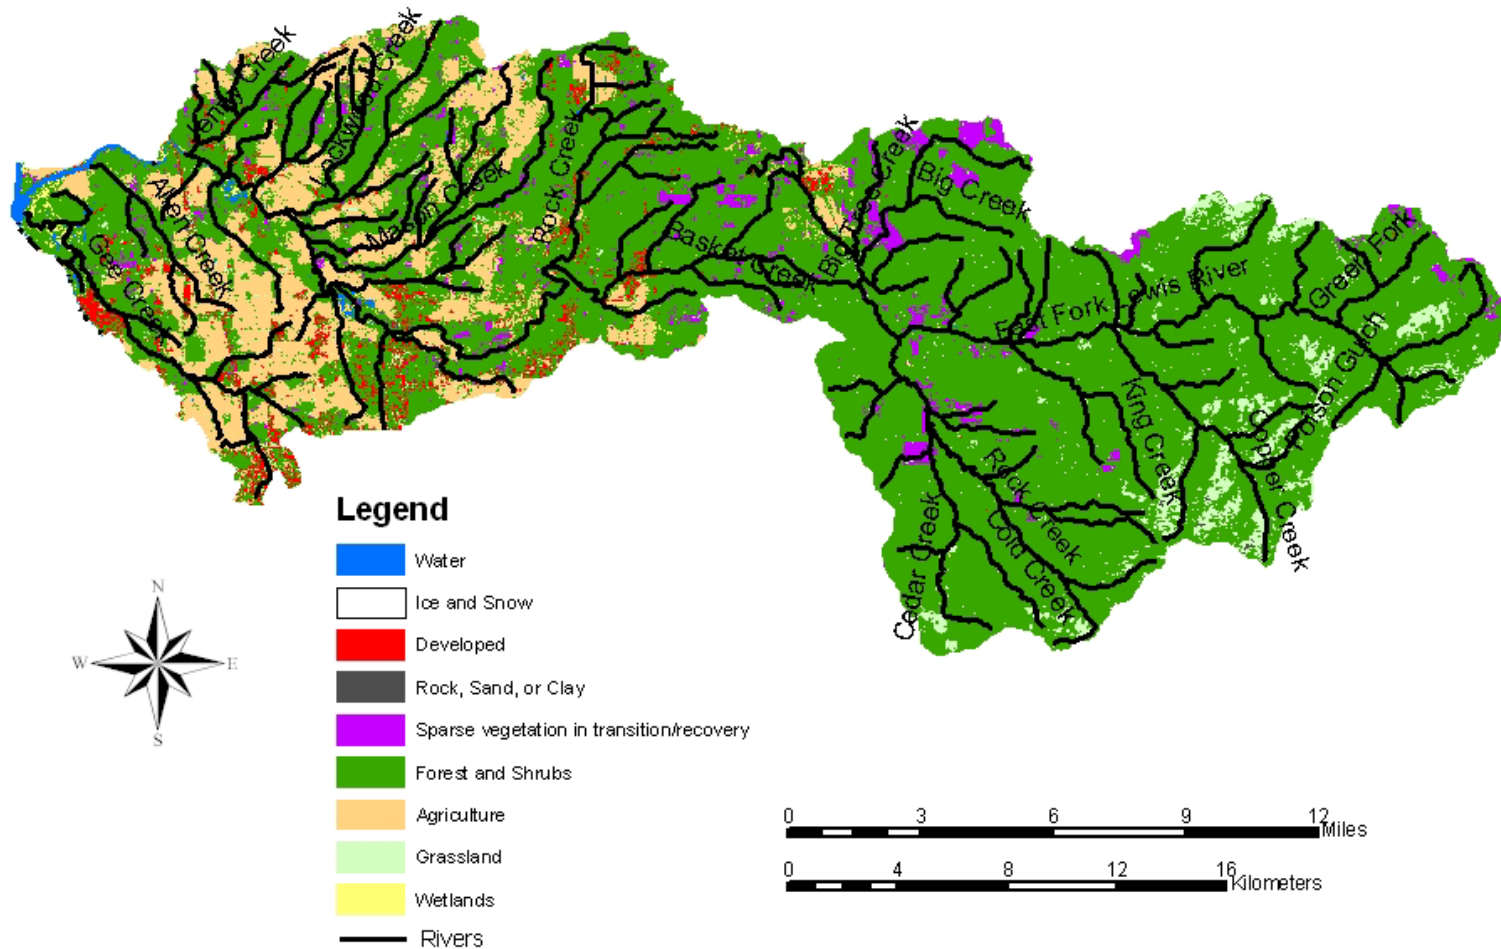 Jenny Creek
Lockwood Creek
Allen Creek
Gee Creek
Mason Creek
Rock Creek
Basket Creek
Big Tree Creek
Big Creek
East Fork Lewis River
Green Fork
Poison Gulch
King Creek
Copper Creek
Rock Creek
Cold Creek
Cedar Creek
Legend
Water
Ice and Snow
Developed
Rock, Sand, or Clay
Sparse vegetation in transition/recovery
Forest and Shrubs
Agriculture
Grassland
Wetlands
Rivers
N
W E
S
0 3 6 9 12
Miles
0 4 8 12 16
Kilometers